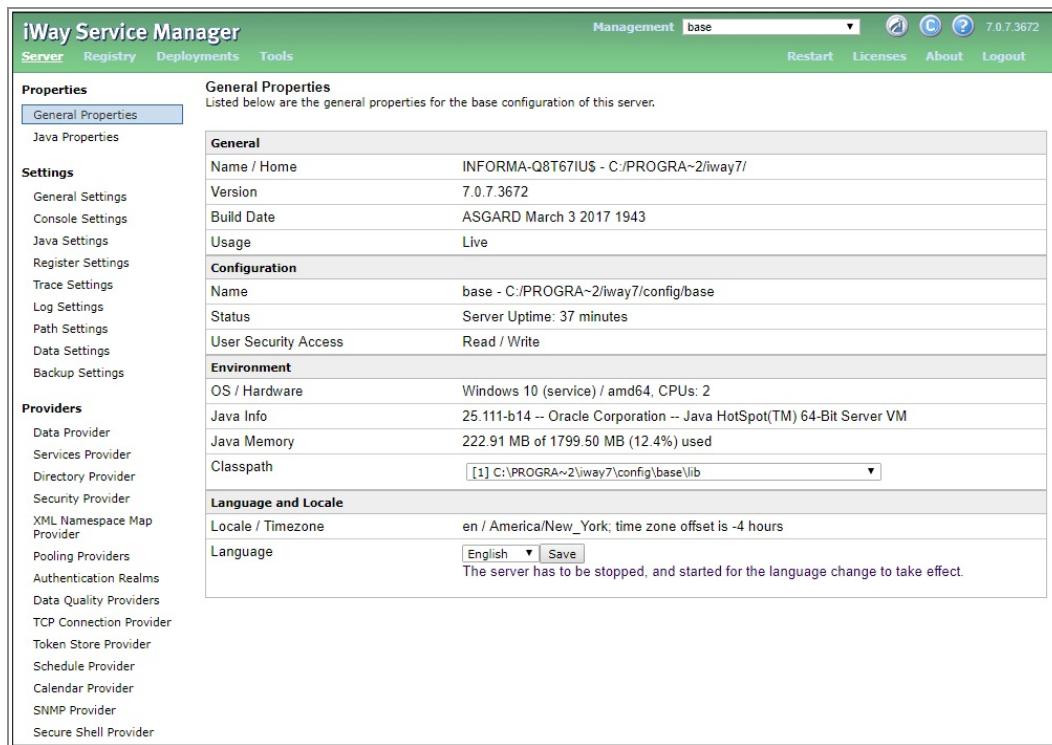 iWay Service Manager
Management base
7.0.7.3672
Server Registry Deployments Tools
Restart Licenses About Logout
Properties
General Properties
Java Properties
Settings
General Settings
Console Settings
Java Settings
Register Settings
Trace Settings
Log Settings
Path Settings
Data Settings
Backup Settings
Providers
Data Provider
Services Provider
Directory Provider
Security Provider
XML Namespace Map
Provider
Pooling Providers
Authentication Realms
Data Quality Providers
TCP Connection Provider
Token Store Provider
Schedule Provider
Calendar Provider
SNMP Provider
Secure Shell Provider
General Properties
Listed below are the general properties for the base configuration of this server.
General
Name / Home INFORMA-Q8T67IU$ - C:/PROGRA~2/iway7/
Version 7.0.7.3672
Build Date ASGARD March 3 2017 1943
Usage Live
Configuration
Name base - C:/PROGRA~2/iway7/config/base
Status Server Uptime: 37 minutes
User Security Access Read / Write
Environment
OS / Hardware Windows 10 (service) / amd64, CPUs: 2
Java Info 25.111-b14 -- Oracle Corporation -- Java HotSpot(TM) 64-Bit Server VM
Java Memory 222.91 MB of 1799.50 MB (12.4%) used
Classpath [1] C:\PROGRA~2\iway7\config\base\lib
Language and Locale
Locale / Timezone en / America/New_York; time zone offset is -4 hours
Language English Save
The server has to be stopped, and started for the language change to take effect.